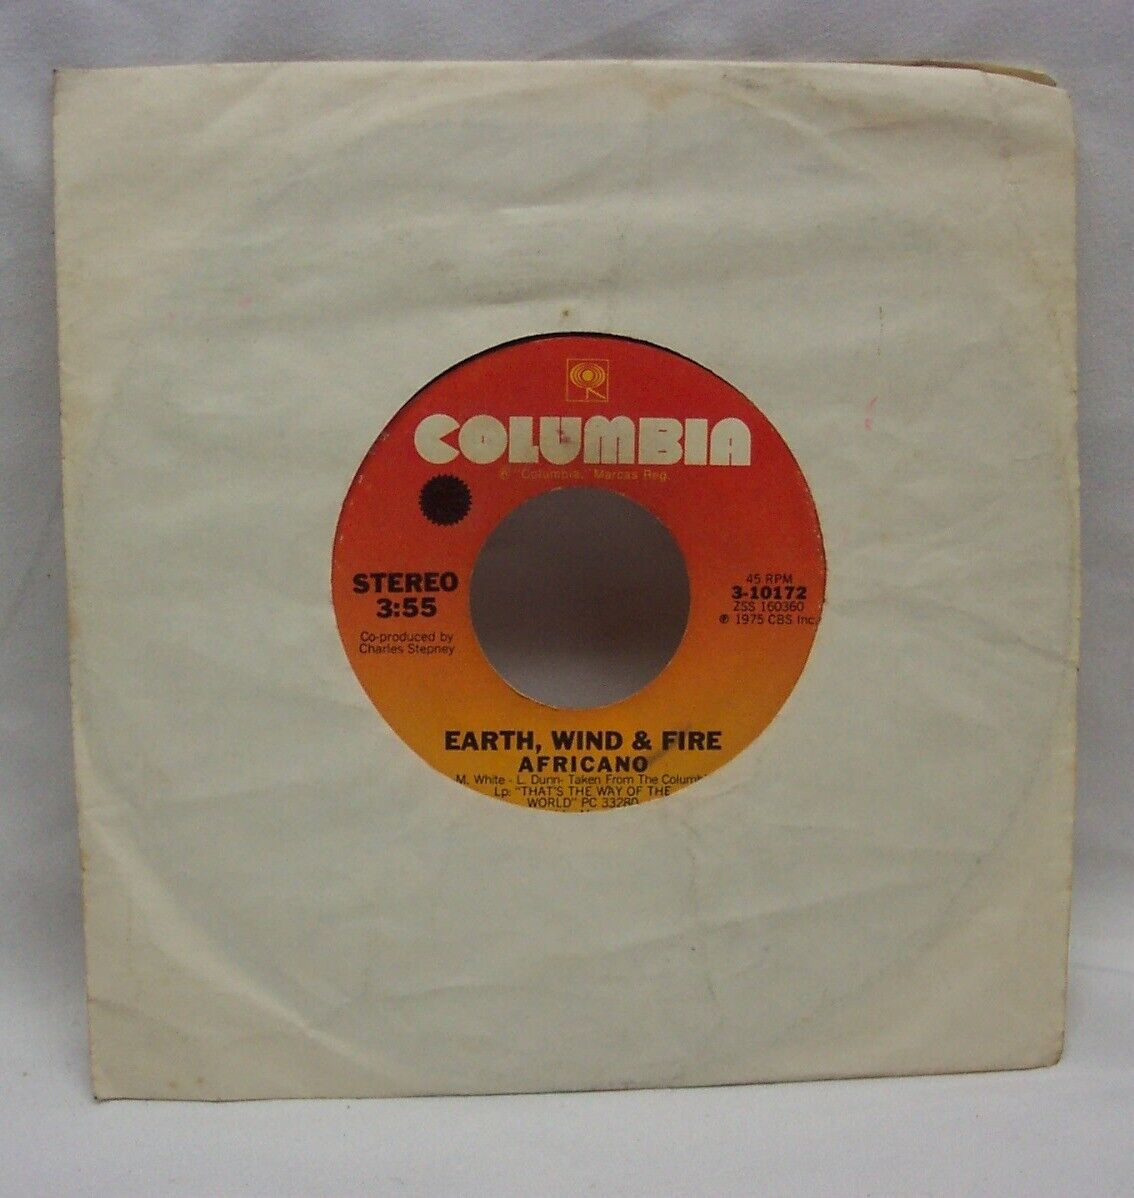 COLUMBIA
® "Columbia," Marcas Reg.
STEREO
3:55
Co-produced by
Charles Stepney
45 RPM
3-10172
ZSS 160360
℗ 1975 CBS Inc.
EARTH, WIND & FIRE
AFRICANO
M. White - L. Dunn- Taken From The Columbi
Lp: "THAT'S THE WAY OF THE
WORLD" PC 33280